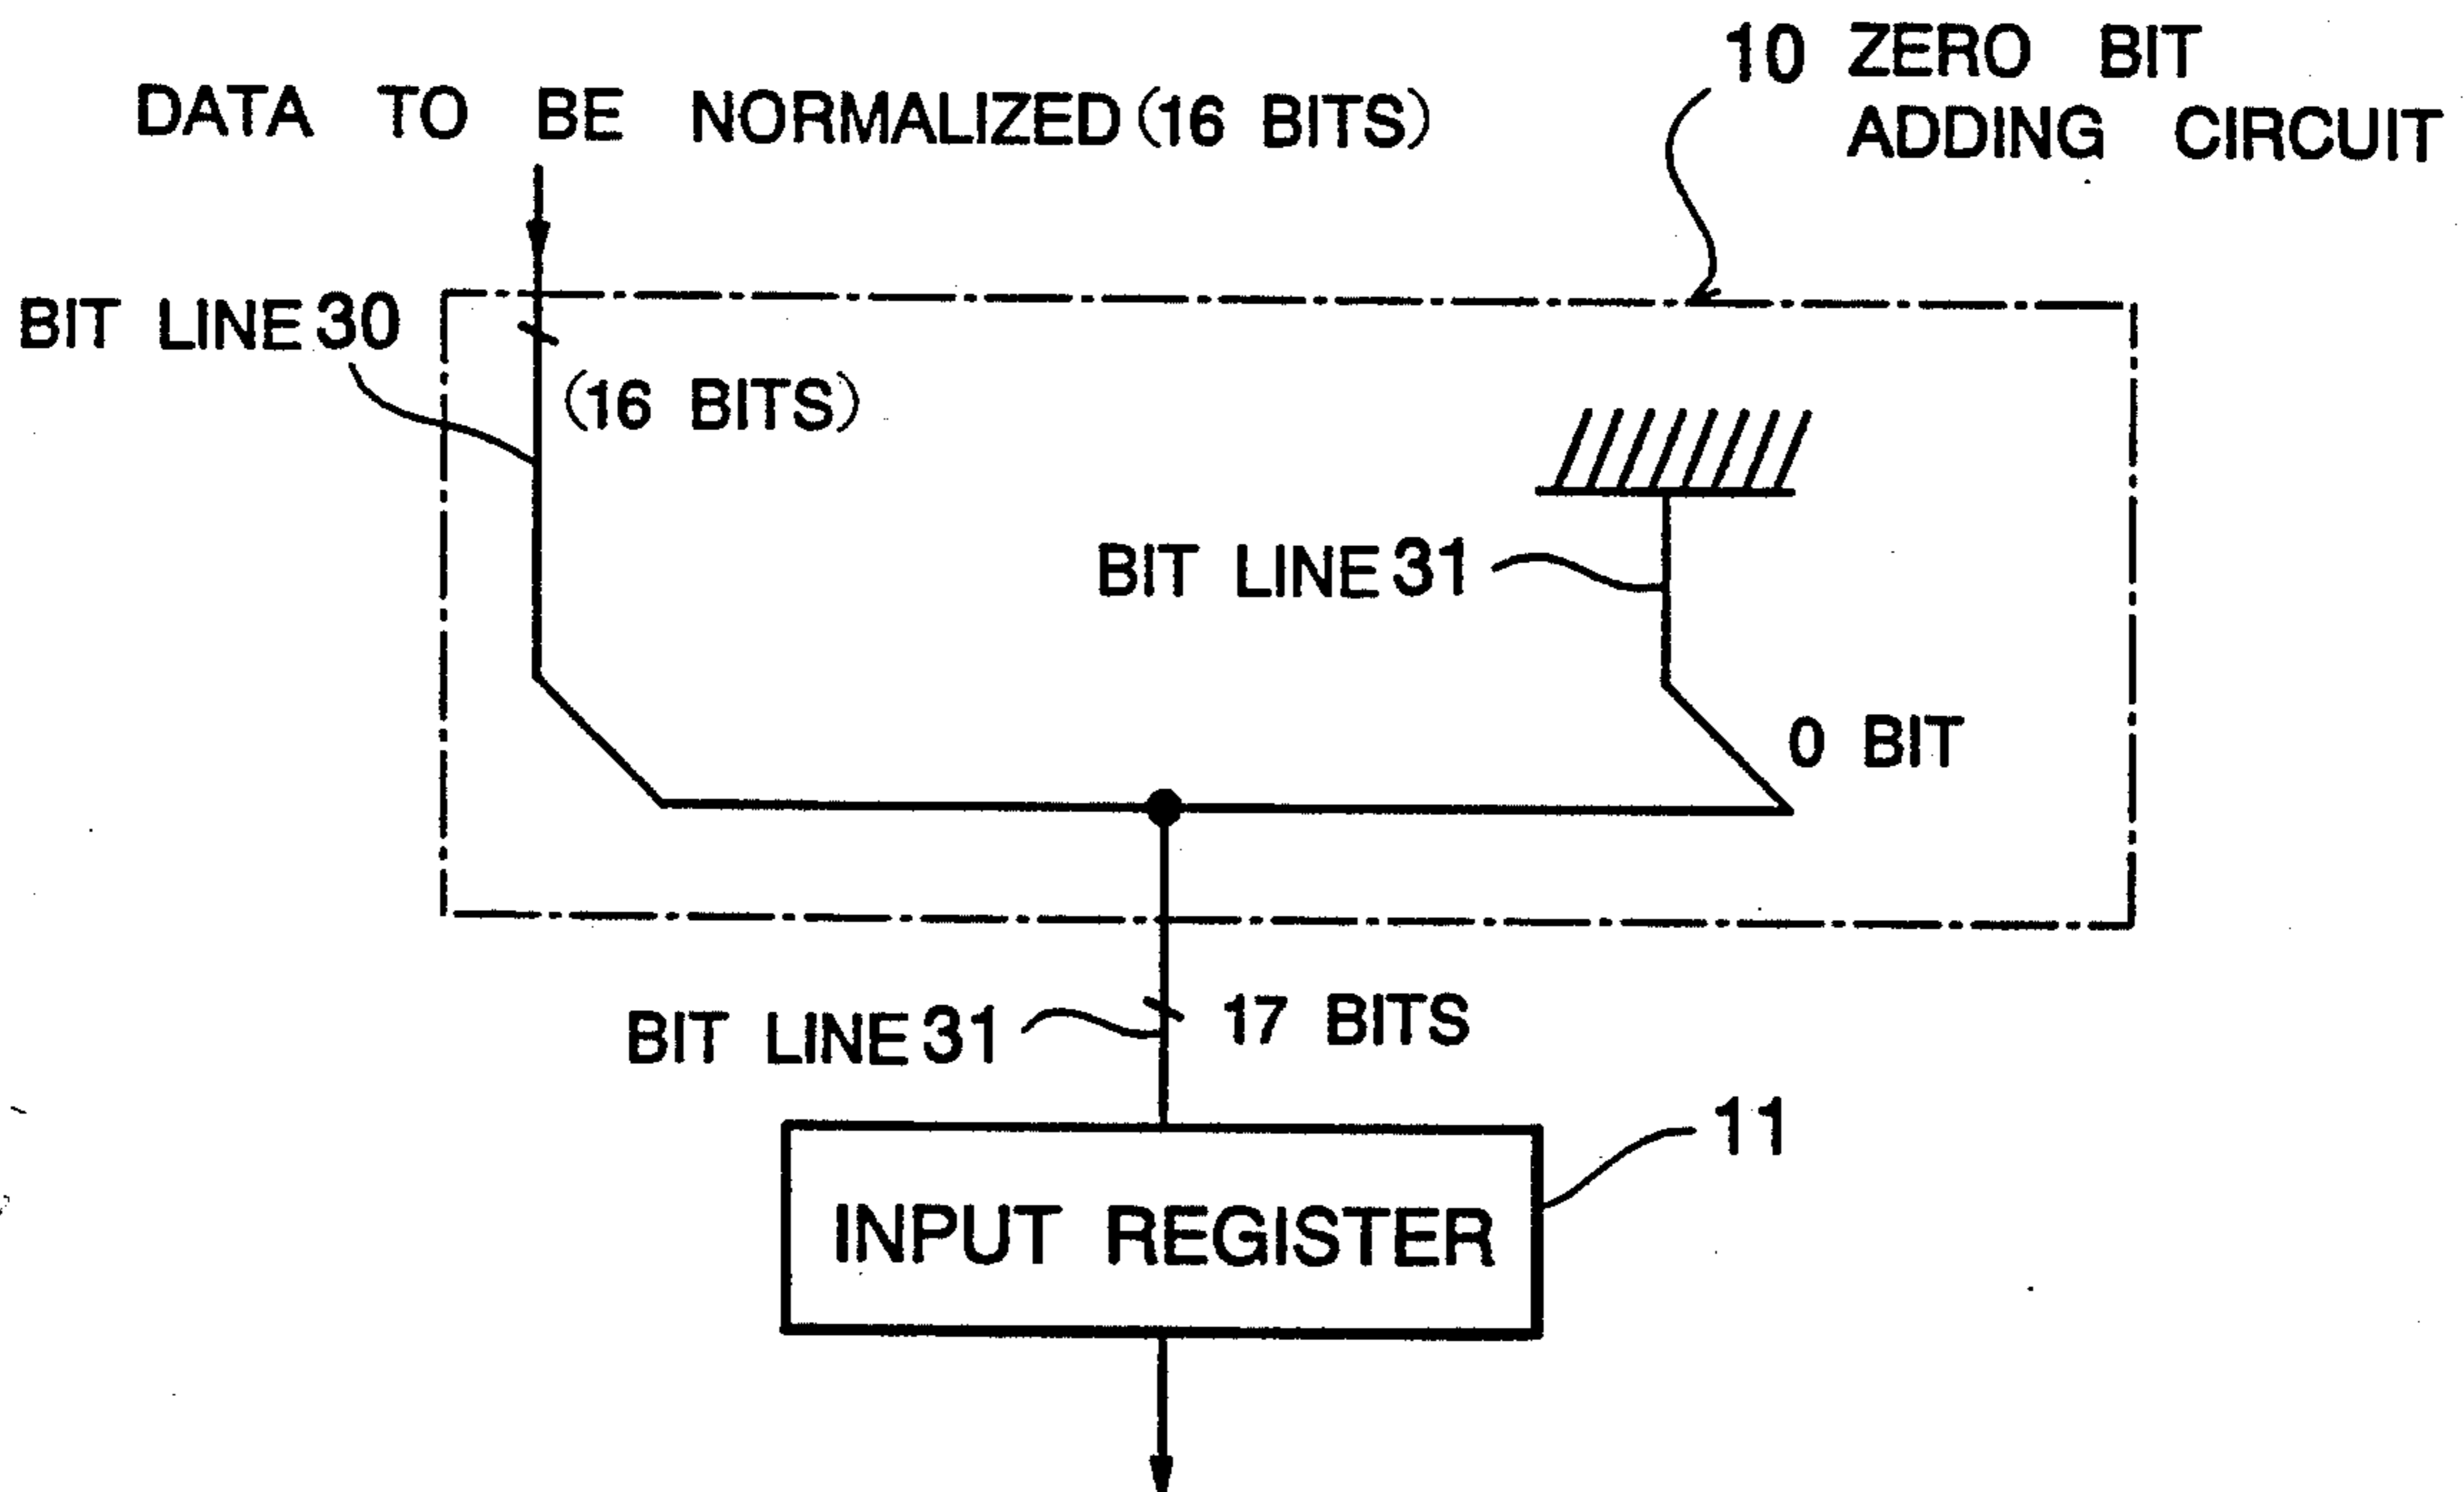 10 ZERO BIT
ADDING CIRCUIT
DATA TO BE NORMALIZED (16 BITS)
BIT LINE 30
(16 BITS)
BIT LINE 31
0 BIT
BIT LINE 31
17 BITS
11
INPUT REGISTER